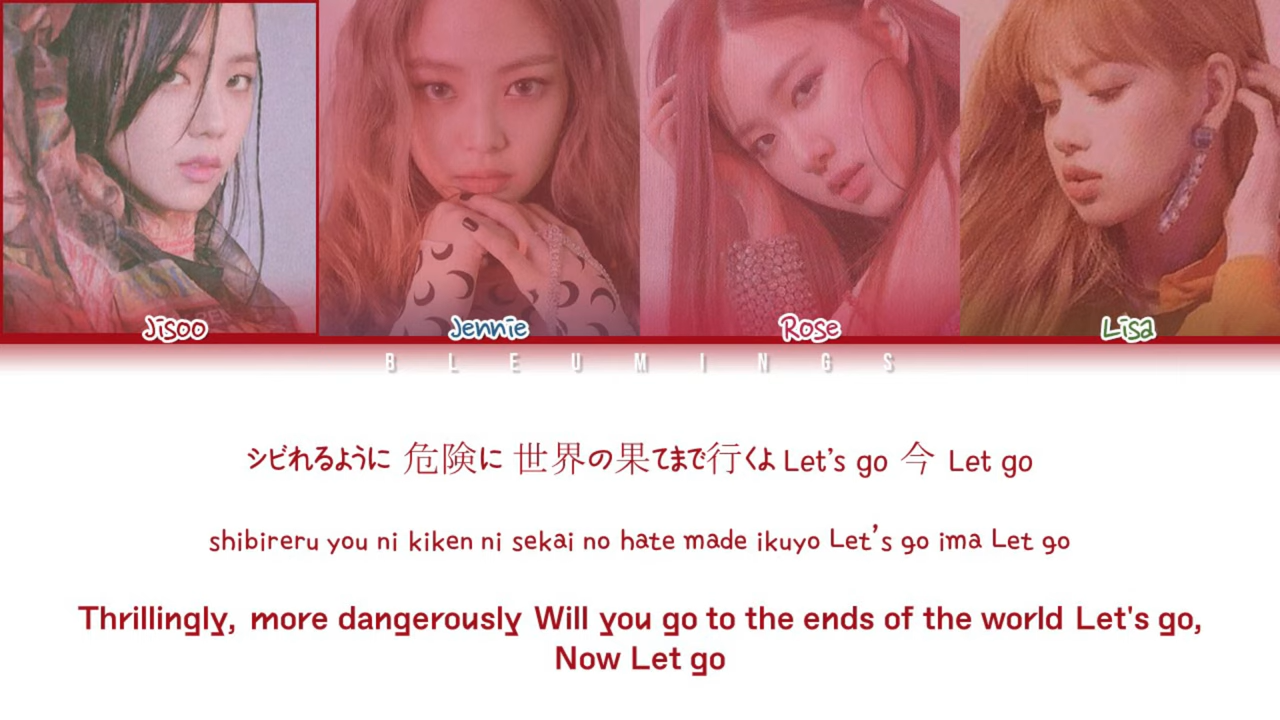 Jisoo
Jennie
Rose
Lisa
BLEUMINGS
シビれるように 危険に 世界の果てまで行くよ Let's go 今 Let go
shibireru you ni kiken ni sekai no hate made ikuyo Let's go ima Let go
Thrillingly, more dangerously Will you go to the ends of the world Let's go,
Now Let go